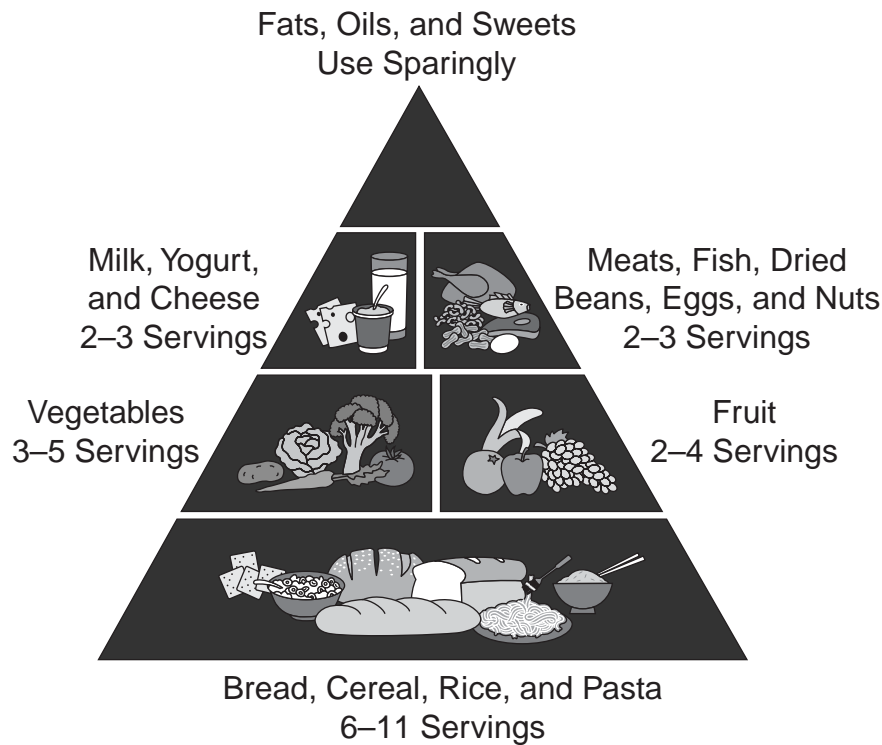 Fats, Oils, and Sweets
Use Sparingly
Milk, Yogurt,
and Cheese
2–3 Servings
Meats, Fish, Dried
Beans, Eggs, and Nuts
2–3 Servings
Vegetables
3–5 Servings
Fruit
2–4 Servings
Bread, Cereal, Rice, and Pasta
6–11 Servings